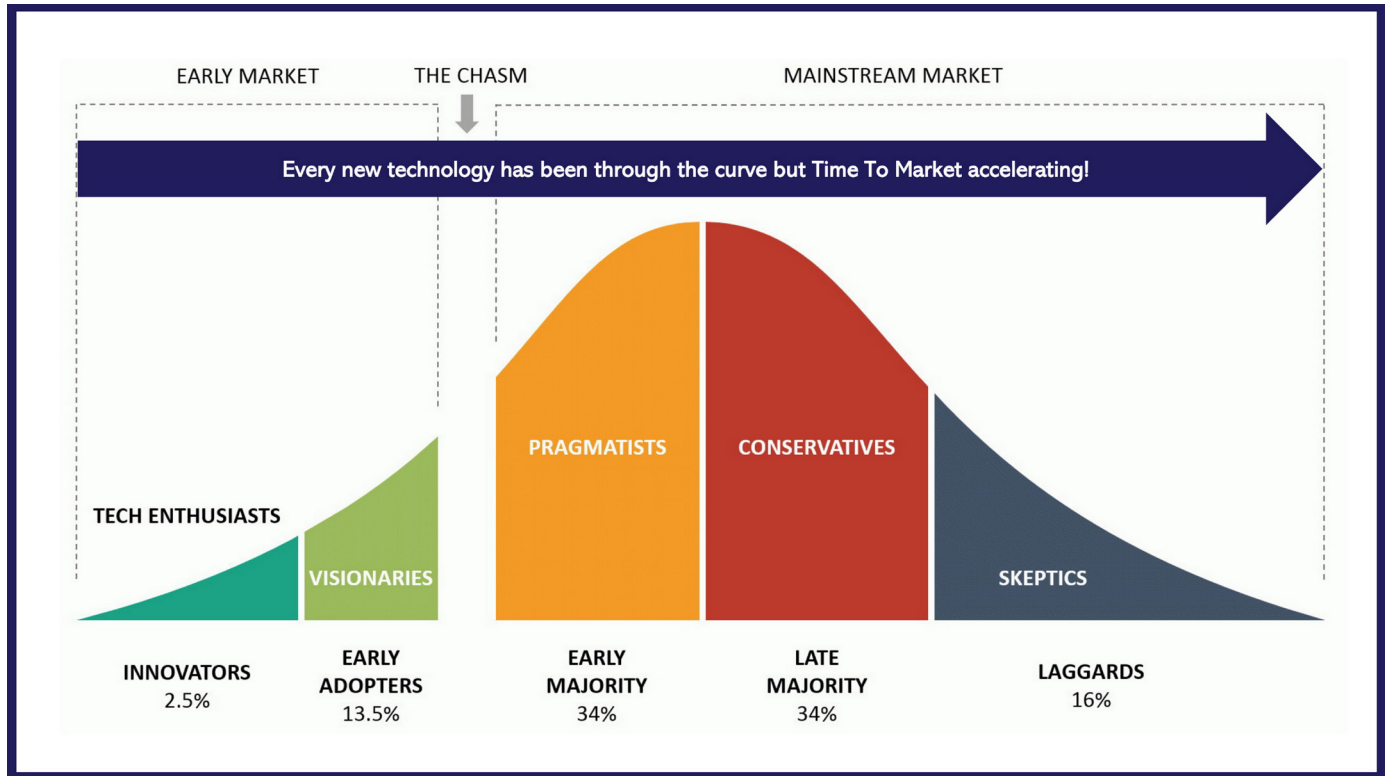 EARLY MARKET
THE CHASM
MAINSTREAM MARKET
Every new technology has been through the curve but Time To Market accelerating!
TECH ENTHUSIASTS
VISIONARIES
PRAGMATISTS
CONSERVATIVES
SKEPTICS
INNOVATORS
2.5%
EARLY
ADOPTERS
13.5%
EARLY
MAJORITY
34%
LATE
MAJORITY
34%
LAGGARDS
16%